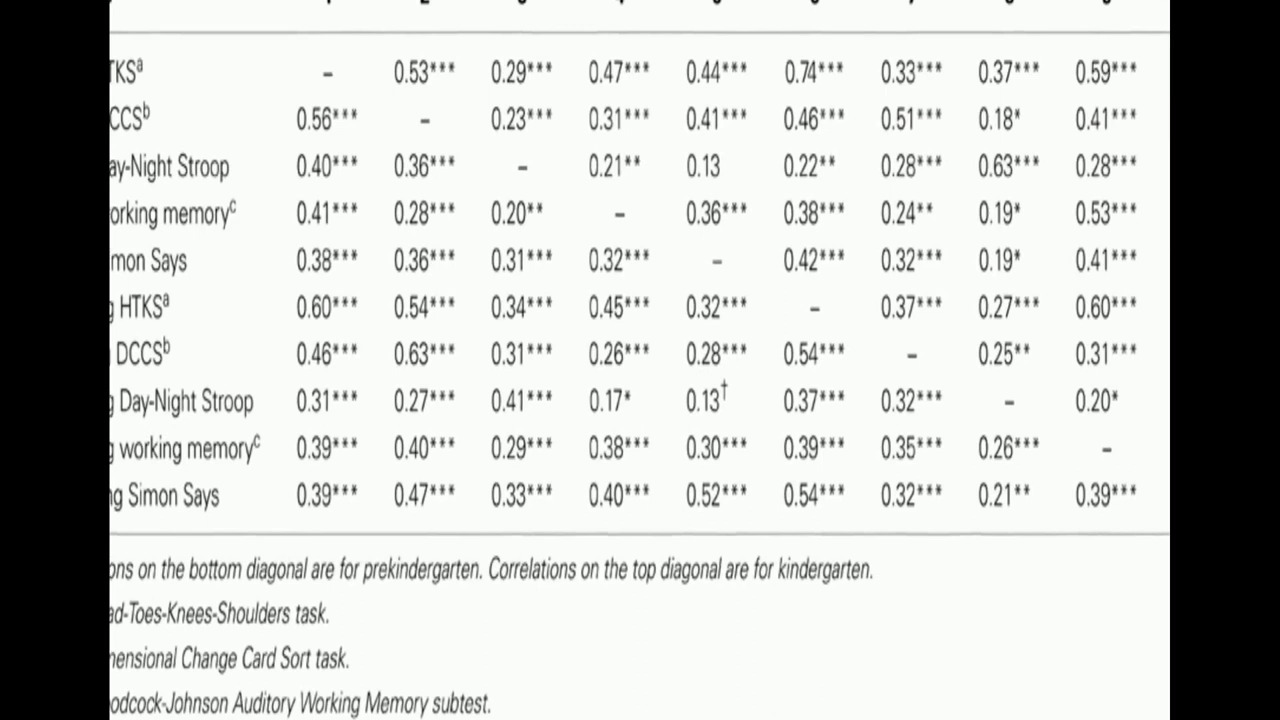 TKSª – 0.53*** 0.29*** 0.47*** 0.44*** 0.74*** 0.33*** 0.37*** 0.59***
CCSᵇ 0.56*** – 0.23*** 0.31*** 0.41*** 0.46*** 0.51*** 0.18* 0.41***
ay-Night Stroop 0.40*** 0.36*** – 0.21** 0.13 0.22** 0.28*** 0.63*** 0.28***
orking memoryᶜ 0.41*** 0.28*** 0.20** – 0.36*** 0.38*** 0.24** 0.19* 0.53***
mon Says 0.38*** 0.36*** 0.31*** 0.32*** – 0.42*** 0.32*** 0.19* 0.41***
g HTKSª 0.60*** 0.54*** 0.34*** 0.45*** 0.32*** – 0.37*** 0.27*** 0.60***
DCCSᵇ 0.46*** 0.63*** 0.31*** 0.26*** 0.28*** 0.54*** – 0.25** 0.31***
g Day-Night Stroop 0.31*** 0.27*** 0.41*** 0.17* 0.13† 0.37*** 0.32*** – 0.20*
g working memoryᶜ 0.39*** 0.40*** 0.29*** 0.38*** 0.30*** 0.39*** 0.35*** 0.26*** –
ng Simon Says 0.39*** 0.47*** 0.33*** 0.40*** 0.52*** 0.54*** 0.32*** 0.21** 0.39***
ons on the bottom diagonal are for prekindergarten. Correlations on the top diagonal are for kindergarten.
ad-Toes-Knees-Shoulders task.
mensional Change Card Sort task.
odcock-Johnson Auditory Working Memory subtest.